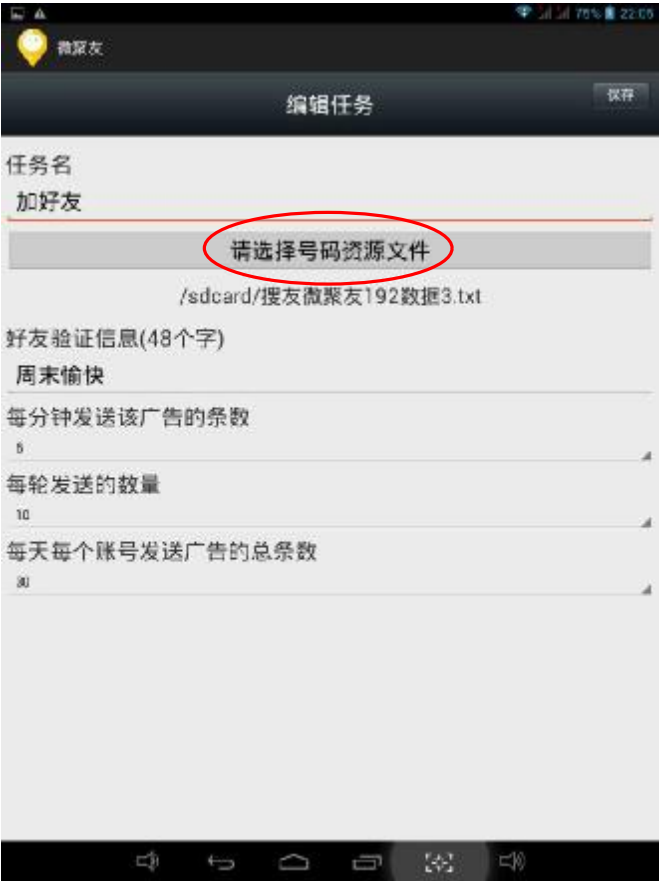 76% 22:06
微聚友
编辑任务
保存
任务名
加好友
请选择号码资源文件
/sdcard/搜友微聚友192数据3.txt
好友验证信息(48个字)
周末愉快
每分钟发送该广告的条数
每轮发送的数量
10
每天每个账号发送广告的总条数